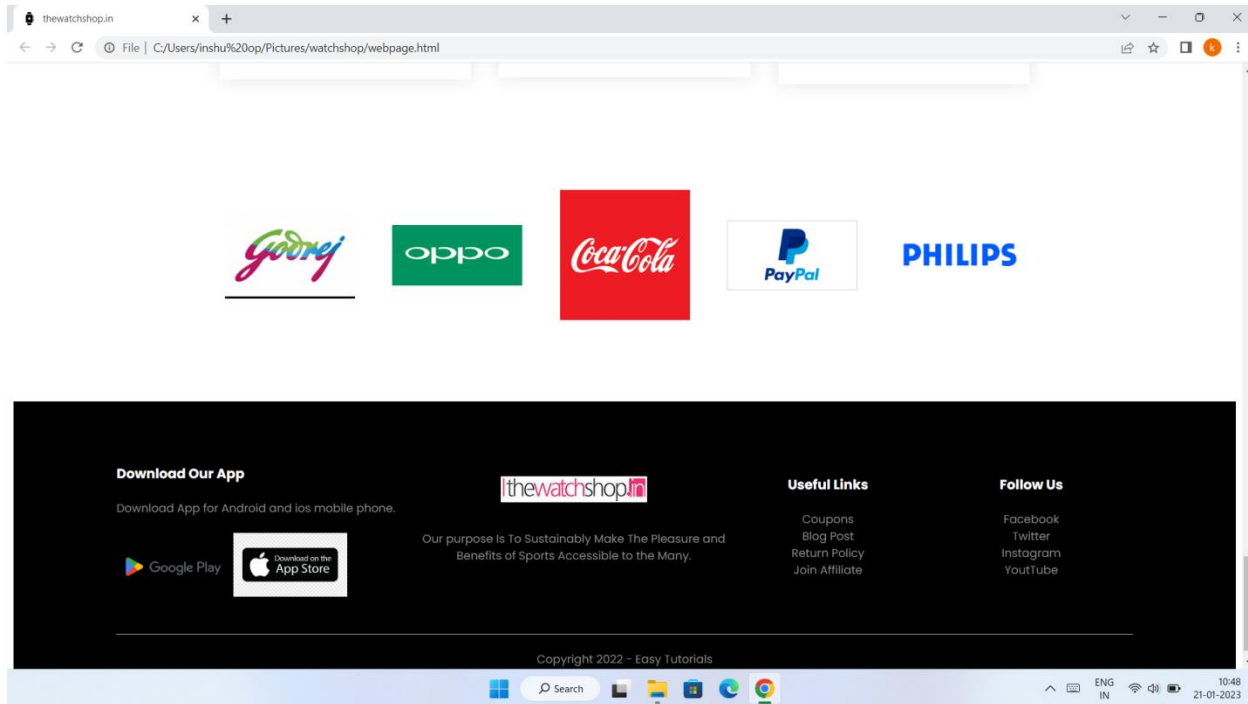 thewatchshop.in
File | C:/Users/inshu%20op/Pictures/watchshop/webpage.html
k
Godrej
oppo
Coca-Cola
PayPal
PHILIPS
Download Our App
Download App for Android and ios mobile phone.
Google Play
Download on the
App Store
thewatchshop.in
Our purpose Is To Sustainably Make The Pleasure and
Benefits of Sports Accessible to the Many.
Useful Links
Coupons
Blog Post
Return Policy
Join Affiliate
Follow Us
Facebook
Twitter
Instagram
YoutTube
Copyright 2022 - Easy Tutorials
Search
ENG
IN
10:48
21-01-2023